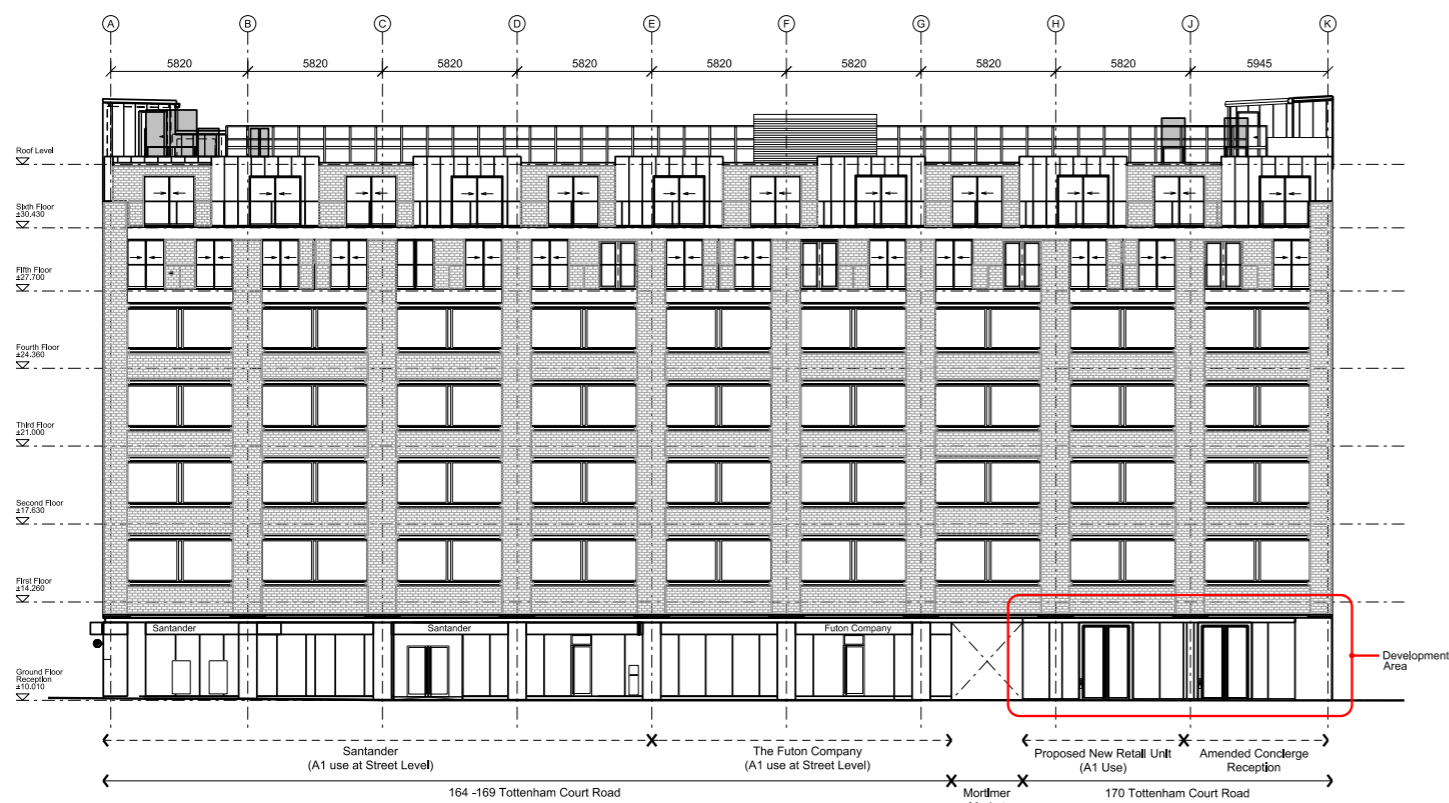 A B C D E F G H J K
5820 5820 5820 5820 5820 5820 5820 5820 5945
Roof Level
Sixth Floor
±30.430
Fifth Floor
±27.700
Fourth Floor
±24.360
Third Floor
±21.000
Second Floor
±17.630
First Floor
±14.260
Santander Santander Futon Company
Ground Floor
Reception
±10.010
Development
Area
Santander
(A1 use at Street Level)
The Futon Company
(A1 use at Street Level)
Proposed New Retail Unit
(A1 Use)
Amended Concierge
Reception
164 -169 Tottenham Court Road
Mortimer
170 Tottenham Court Road